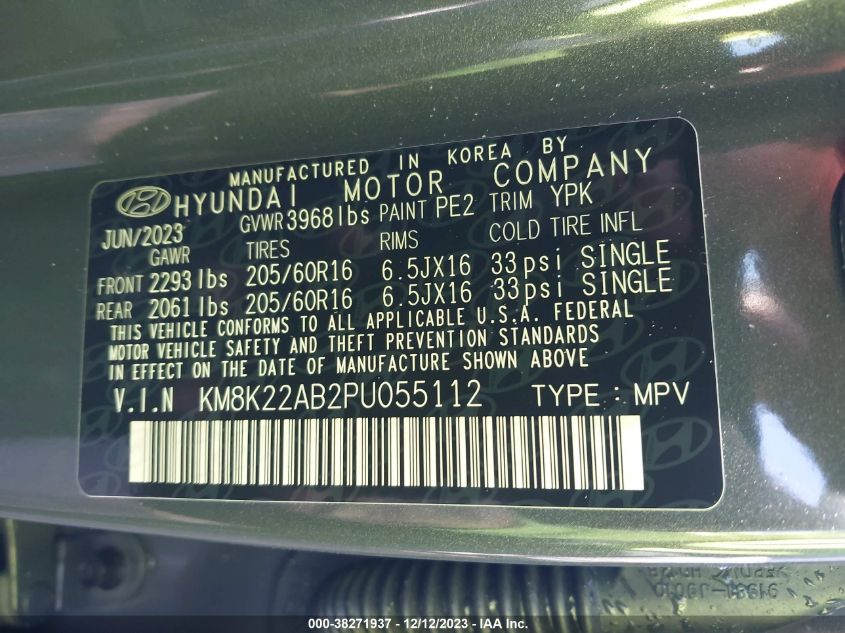 MANUFACTURED IN KOREA BY
HYUNDAI MOTOR COMPANY
JUN/2023 GVWR 3968lbs PAINT PE2 TRIM YPK
GAWR TIRES RIMS COLD TIRE INFL
FRONT 2293lbs 205/60R16 6.5JX16 33psi SINGLE
REAR 2061lbs 205/60R16 6.5JX16 33psi SINGLE
THIS VEHICLE CONFORMS TO ALL APPLICABLE U.S.A. FEDERAL
MOTOR VEHICLE SAFETY AND THEFT PREVENTION STANDARDS
IN EFFECT ON THE DATE OF MANUFACTURE SHOWN ABOVE
V.I.N KM8K22AB2PU055112 TYPE : MPV
91981-J9010
000-38271937 - 12/12/2023 - IAA Inc.